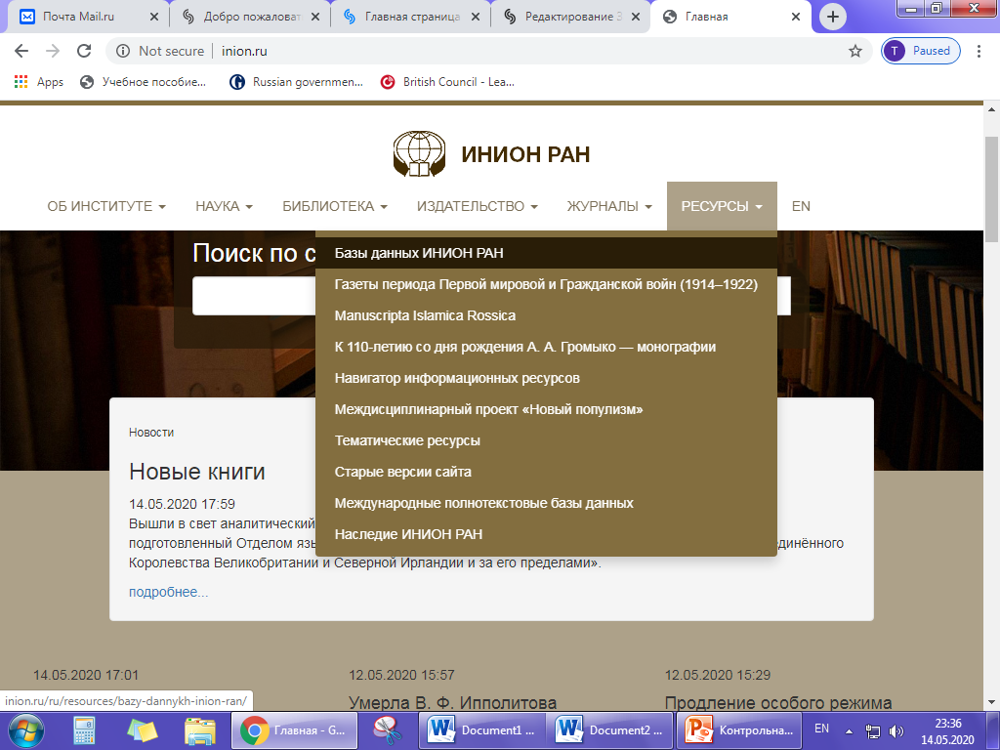 Почта Mail.ru
Добро пожаловат
Главная страница
Редактирование З
Главная
Not secure
inion.ru
T
Paused
Apps
Учебное пособие...
Russian governmen...
British Council - Lea...
ИНИОН РАН
ОБ ИНСТИТУТЕ
НАУКА
БИБЛИОТЕКА
ИЗДАТЕЛЬСТВО
ЖУРНАЛЫ
РЕСУРСЫ
EN
Поиск по с
Базы данных ИНИОН РАН
Газеты периода Первой мировой и Гражданской войн (1914–1922)
Manuscripta Islamica Rossica
К 110-летию со дня рождения А. А. Громыко — монографии
Навигатор информационных ресурсов
Междисциплинарный проект «Новый популизм»
Тематические ресурсы
Старые версии сайта
Международные полнотекстовые базы данных
Наследие ИНИОН РАН
Новости
Новые книги
14.05.2020 17:59
Вышли в свет аналитический
подготовленный Отделом язы единённого
Королевства Великобритании и Северной Ирландии и за его пределами».
подробнее...
14.05.2020 17:01
12.05.2020 15:57
12.05.2020 15:29
Умерла В. Ф. Ипполитова
Продление особого режима
inion.ru/ru/resources/bazy-dannykh-inion-ran/
Главная - G...
Document1 ...
Document2 ...
Контрольна...
EN
23:36
14.05.2020